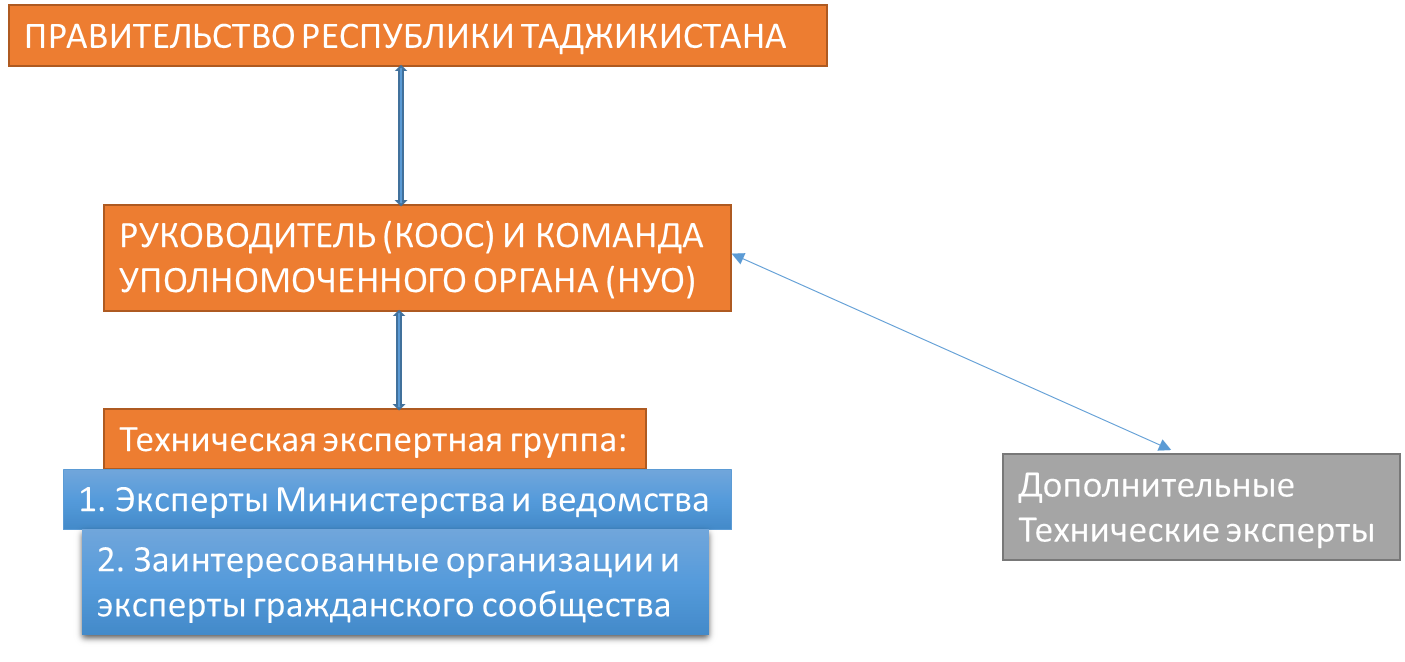 ПРАВИТЕЛЬСТВО РЕСПУБЛИКИ ТАДЖИКИСТАНА
РУКОВОДИТЕЛЬ (КООС) И КОМАНДА
УПОЛНОМОЧЕННОГО ОРГАНА (НУО)
Техническая экспертная группа:
1. Эксперты Министерства и ведомства
2. Заинтересованные организации и
эксперты гражданского сообщества
Дополнительные
Технические эксперты